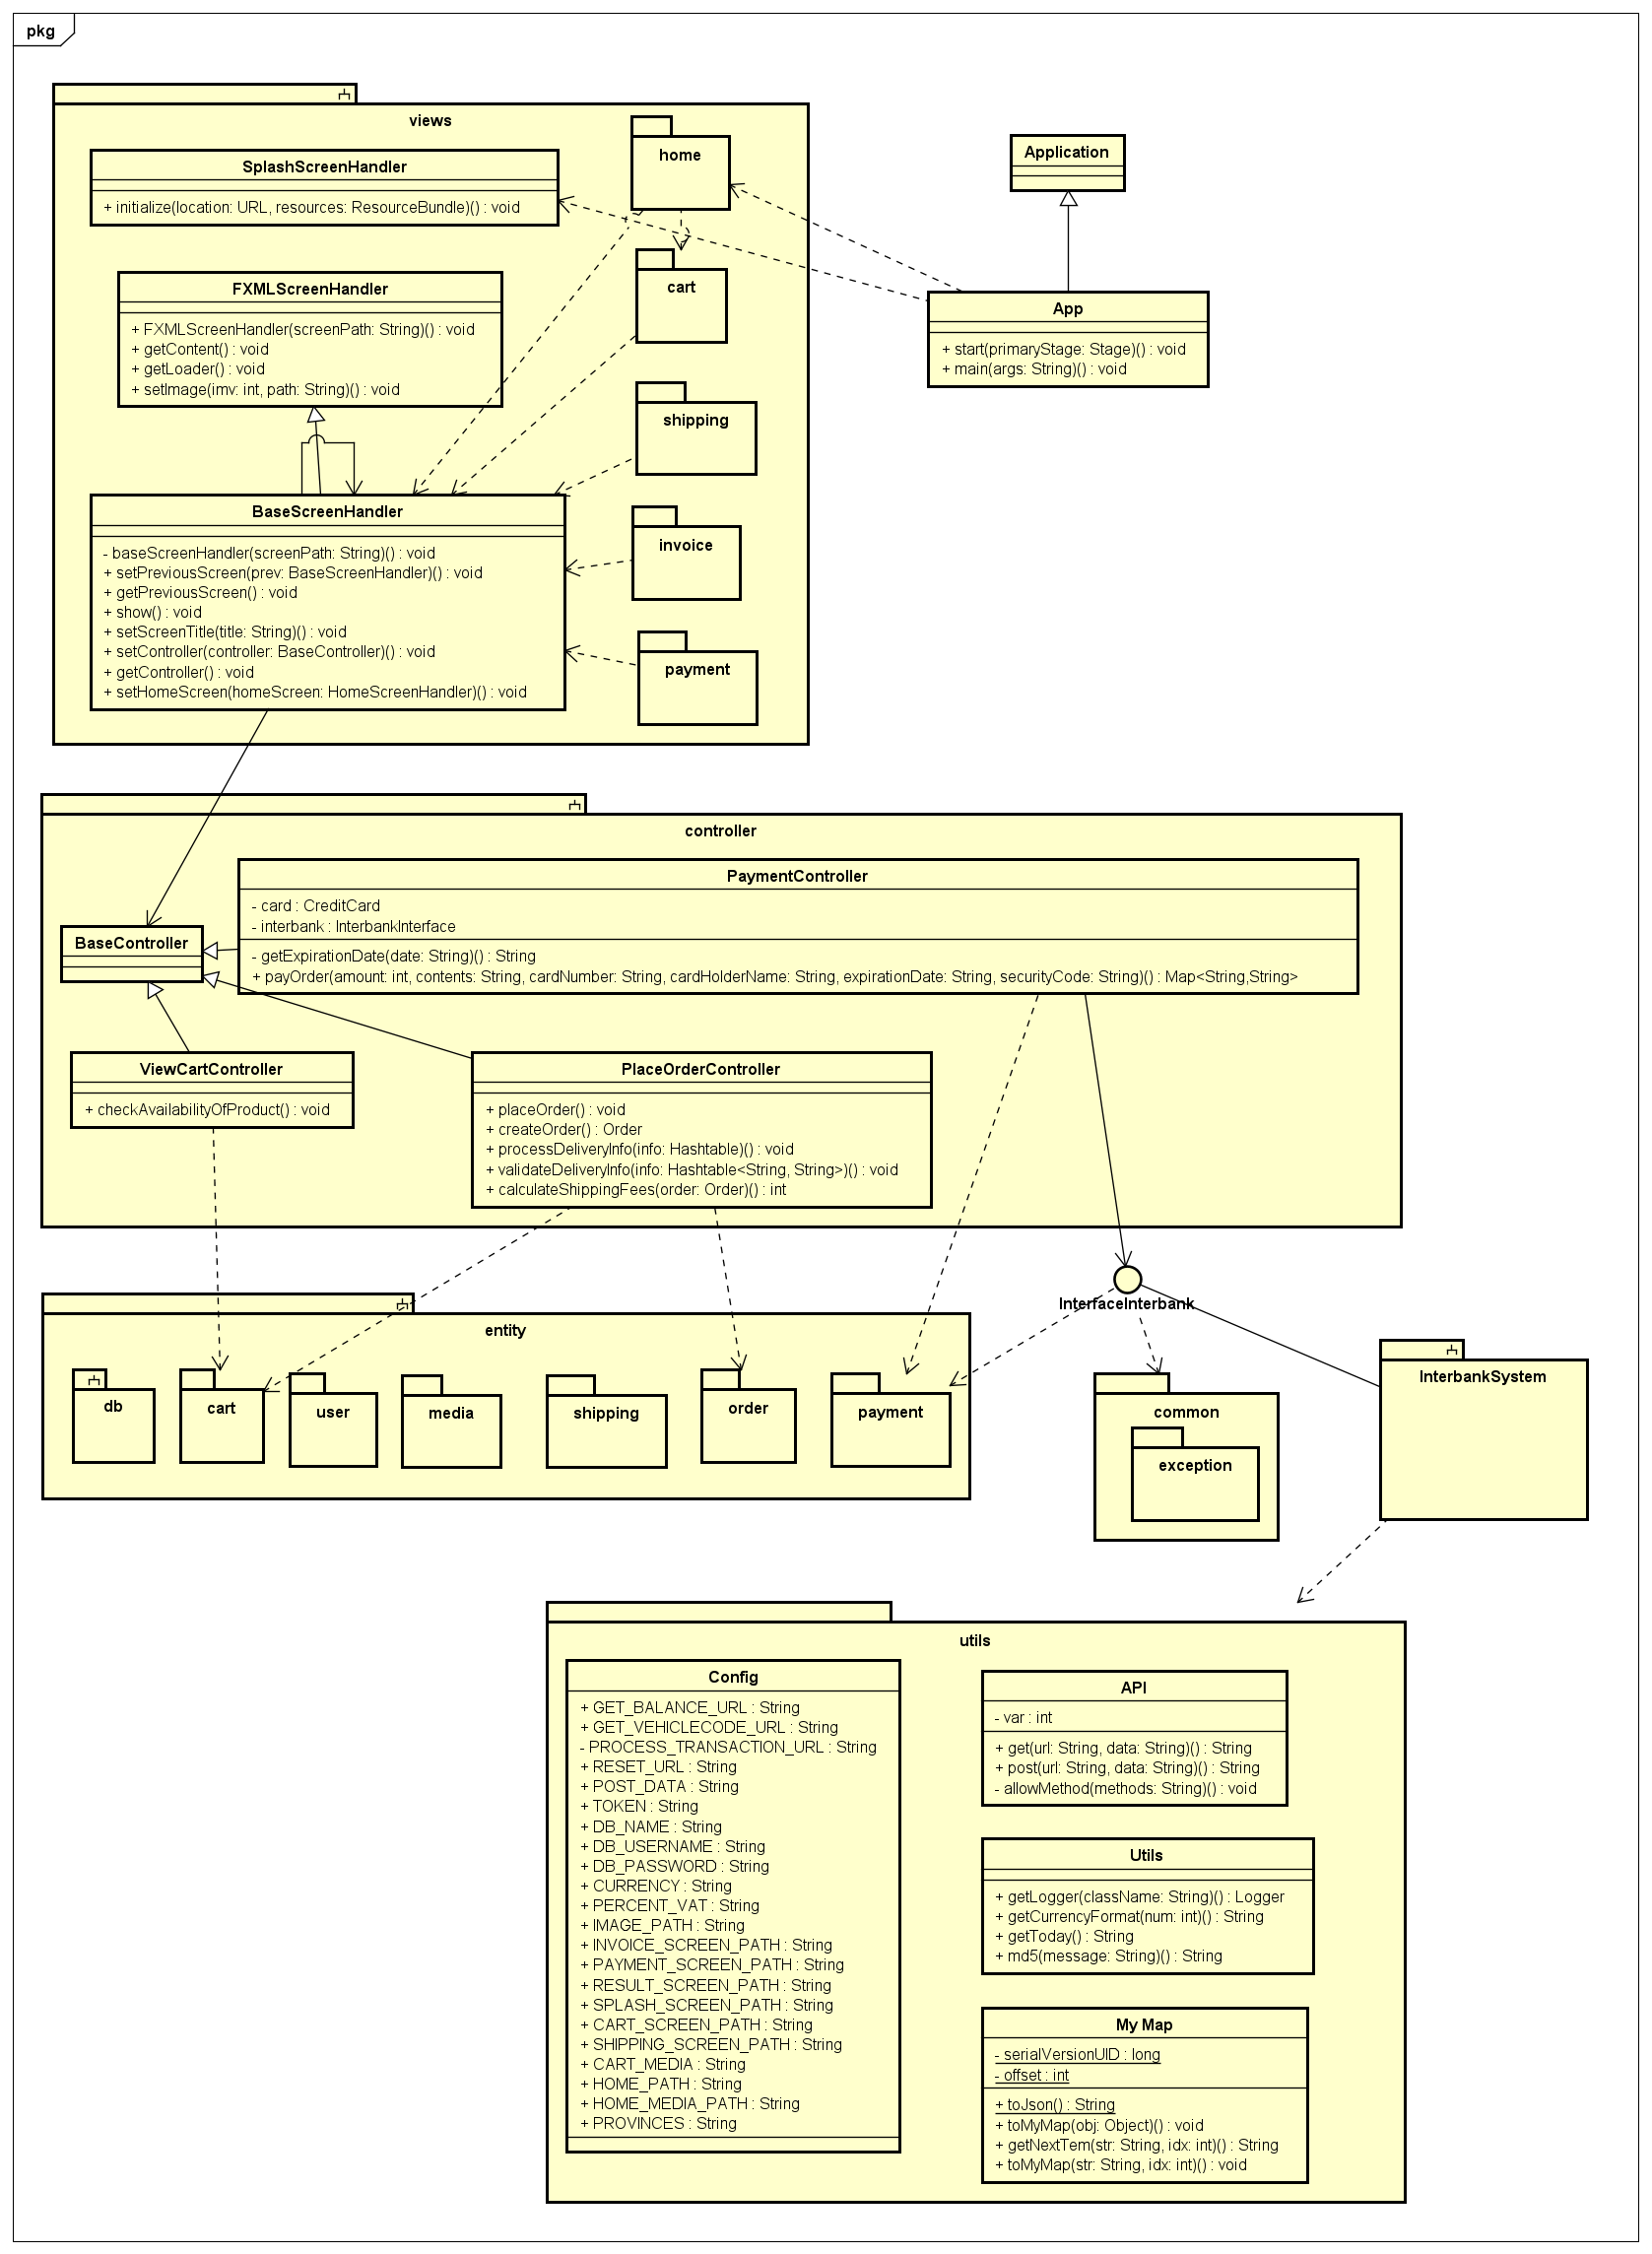 pkg
views
SplashScreenHandler
+ initialize(location: URL, resources: ResourceBundle)() : void
FXMLScreenHandler
+ FXMLScreenHandler(screenPath: String)() : void
+ getContent() : void
+ getLoader() : void
+ setImage(imv: int, path: String)() : void
BaseScreenHandler
- baseScreenHandler(screenPath: String)() : void
+ setPreviousScreen(prev: BaseScreenHandler)() : void
+ getPreviousScreen() : void
+ show() : void
+ setScreenTitle(title: String)() : void
+ setController(controller: BaseController)() : void
+ getController() : void
+ setHomeScreen(homeScreen: HomeScreenHandler)() : void
home
cart
shipping
invoice
payment
Application
App
+ start(primaryStage: Stage)() : void
+ main(args: String)() : void
controller
PaymentController
- card : CreditCard
- interbank : InterbankInterface
- getExpirationDate(date: String)() : String
+ payOrder(amount: int, contents: String, cardNumber: String, cardHolderName: String, expirationDate: String, securityCode: String)() : Map<String,String>
BaseController
ViewCartController
+ checkAvailabilityOfProduct() : void
PlaceOrderController
+ placeOrder() : void
+ createOrder() : Order
+ processDeliveryInfo(info: Hashtable)() : void
+ validateDeliveryInfo(info: Hashtable<String, String>)() : void
+ calculateShippingFees(order: Order)() : int
InterfaceInterbank
entity
db
cart
user
media
shipping
order
payment
common
exception
InterbankSystem
utils
Config
+ GET_BALANCE_URL : String
+ GET_VEHICLECODE_URL : String
- PROCESS_TRANSACTION_URL : String
+ RESET_URL : String
+ POST_DATA : String
+ TOKEN : String
+ DB_NAME : String
+ DB_USERNAME : String
+ DB_PASSWORD : String
+ CURRENCY : String
+ PERCENT_VAT : String
+ IMAGE_PATH : String
+ INVOICE_SCREEN_PATH : String
+ PAYMENT_SCREEN_PATH : String
+ RESULT_SCREEN_PATH : String
+ SPLASH_SCREEN_PATH : String
+ CART_SCREEN_PATH : String
+ SHIPPING_SCREEN_PATH : String
+ CART_MEDIA : String
+ HOME_PATH : String
+ HOME_MEDIA_PATH : String
+ PROVINCES : String
API
- var : int
+ get(url: String, data: String)() : String
+ post(url: String, data: String)() : String
- allowMethod(methods: String)() : void
Utils
+ getLogger(className: String)() : Logger
+ getCurrencyFormat(num: int)() : String
+ getToday() : String
+ md5(message: String)() : String
My Map
- serialVersionUID : long
- offset : int
+ toJson() : String
+ toMyMap(obj: Object)() : void
+ getNextTem(str: String, idx: int)() : String
+ toMyMap(str: String, idx: int)() : void